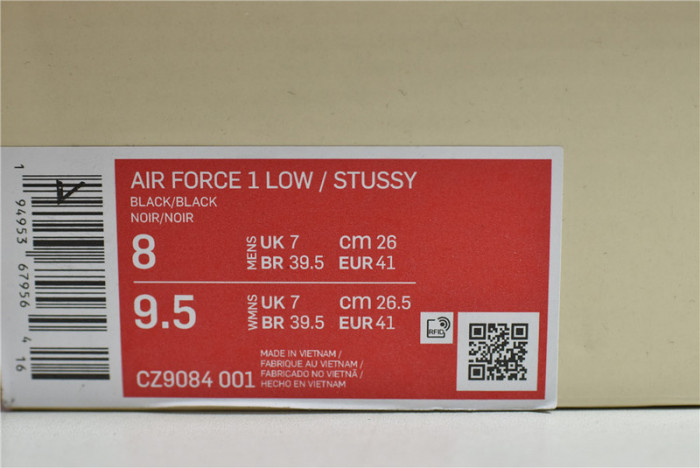 AIR FORCE 1 LOW / STUSSY
BLACK/BLACK
NOIR/NOIR
8 MENS UK 7 cm 26
BR 39.5 EUR 41
9.5 WMNS UK 7 cm 26.5
BR 39.5 EUR 41
RFID
MADE IN VIETNAM /
FABRIQUE AU VIETNAM /
FABRICADO NO VIETNÃ /
HECHO EN VIETNAM
CZ9084 001
1 94953 67956 4 16